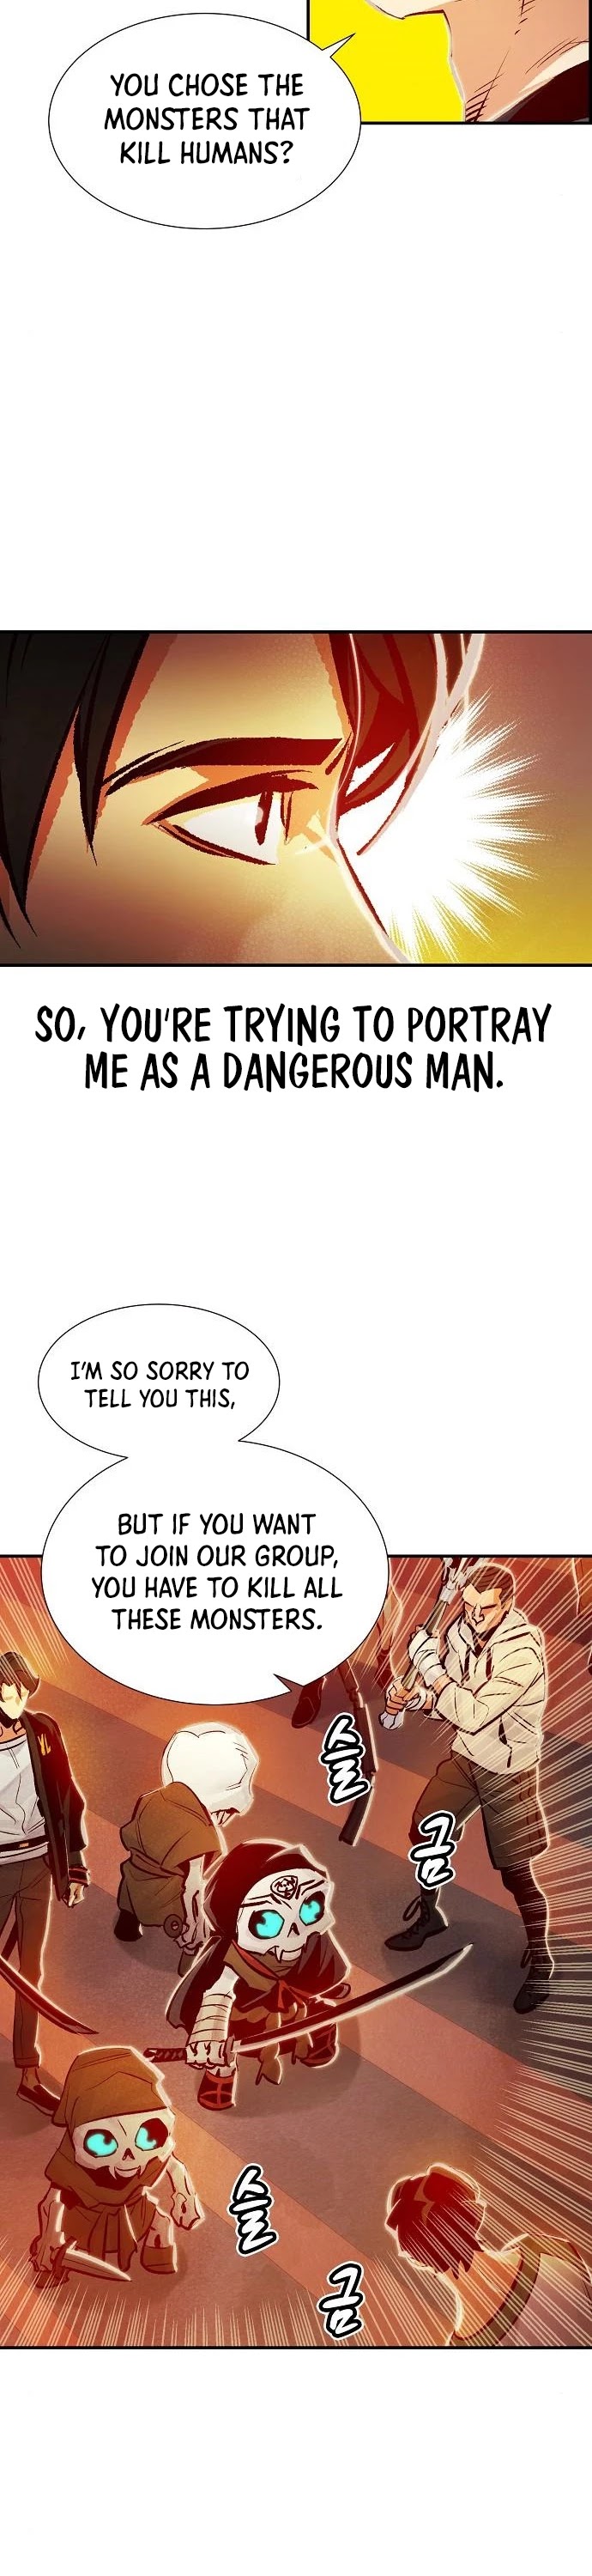 YOU CHOSE THE
MONSTERS THAT
KILL HUMANS?
SO, YOU'RE TRYING TO PORTRAY
ME AS A DANGEROUS MAN.
I'M SO SORRY TO
TELL YOU THIS,
BUT IF YOU WANT
TO JOIN OUR GROUP,
YOU HAVE TO KILL ALL
THESE MONSTERS.
슬
금
슬
금